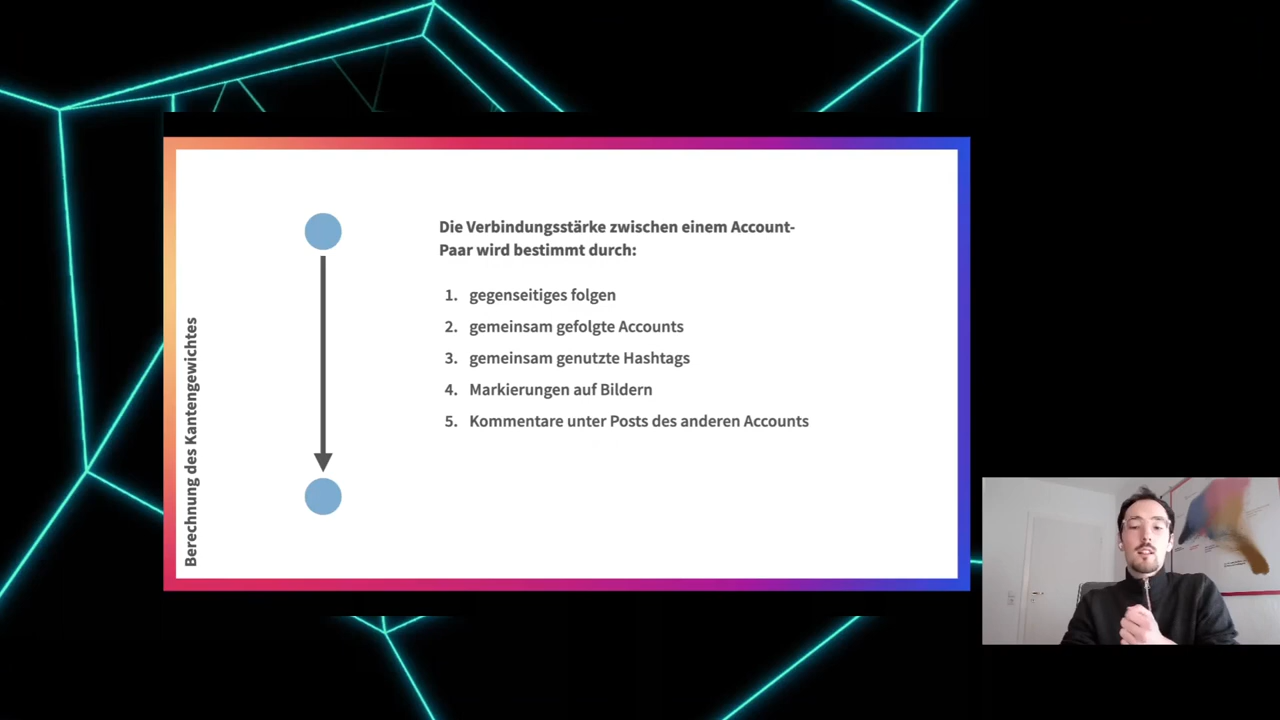 Berechnung des Kantengewichtes
Die Verbindungsstärke zwischen einem Account-
Paar wird bestimmt durch:
1. gegenseitiges folgen
2. gemeinsam gefolgte Accounts
3. gemeinsam genutzte Hashtags
4. Markierungen auf Bildern
5. Kommentare unter Posts des anderen Accounts